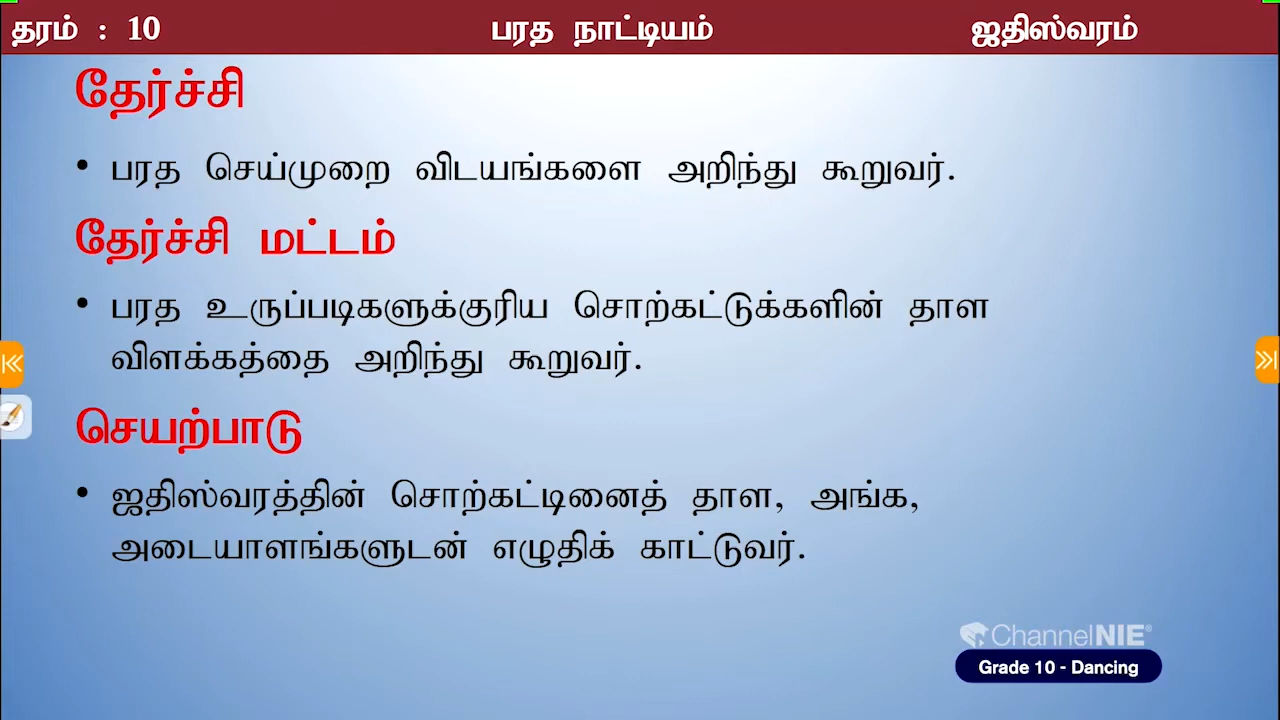 தரம் : 10 பரத நாட்டியம் ஜதிஸ்வரம்
தேர்ச்சி
• பரத செய்முறை விடயங்களை அறிந்து கூறுவர்.
தேர்ச்சி மட்டம்
• பரத உருப்படிகளுக்குரிய சொற்கட்டுக்களின் தாள
விளக்கத்தை அறிந்து கூறுவர்.
செயற்பாடு
• ஜதிஸ்வரத்தின் சொற்கட்டினைத் தாள, அங்க,
அடையாளங்களுடன் எழுதிக் காட்டுவர்.
ChannelNIE®
Grade 10 - Dancing